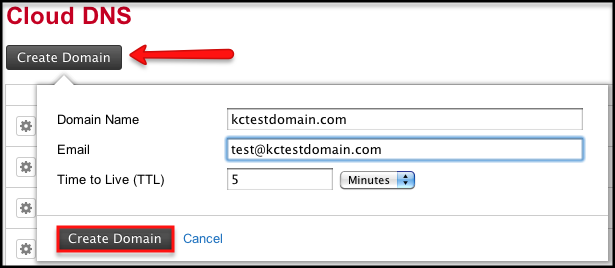 Cloud DNS
Create Domain
Domain Name kctestdomain.com
Email test@kctestdomain.com
Time to Live (TTL) 5 Minutes
Create Domain Cancel